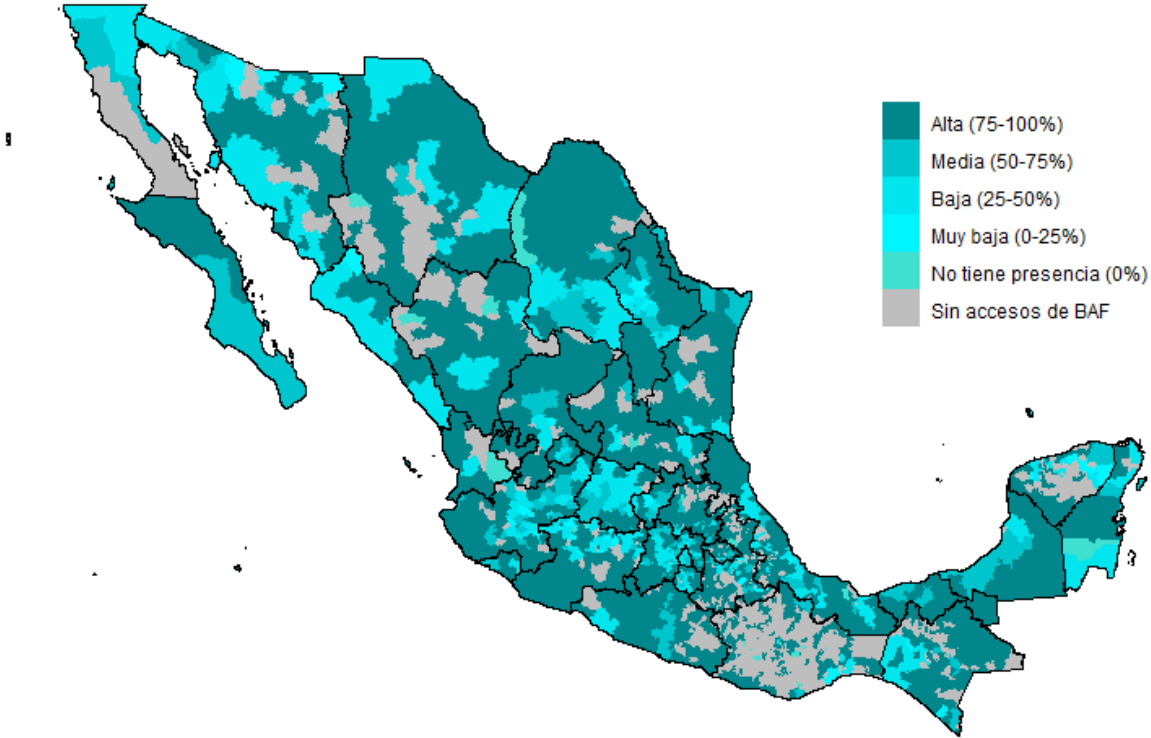 Alta (75-100%)
Media (50-75%)
Baja (25-50%)
Muy baja (0-25%)
No tiene presencia (0%)
Sin accesos de BAF